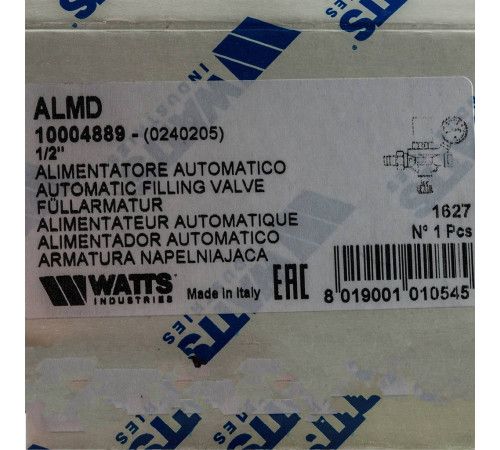 ALMD
10004889 - (0240205)
1/2"
ALIMENTATORE AUTOMATICO
AUTOMATIC FILLING VALVE
FÜLLARMATUR
ALIMENTATEUR AUTOMATIQUE
ALIMENTADOR AUTOMATICO
ARMATURA NAPELNIAJACA
1627
N° 1 Pcs
WATTS
INDUSTRIES
Made in Italy
EAC
8 019001 010545